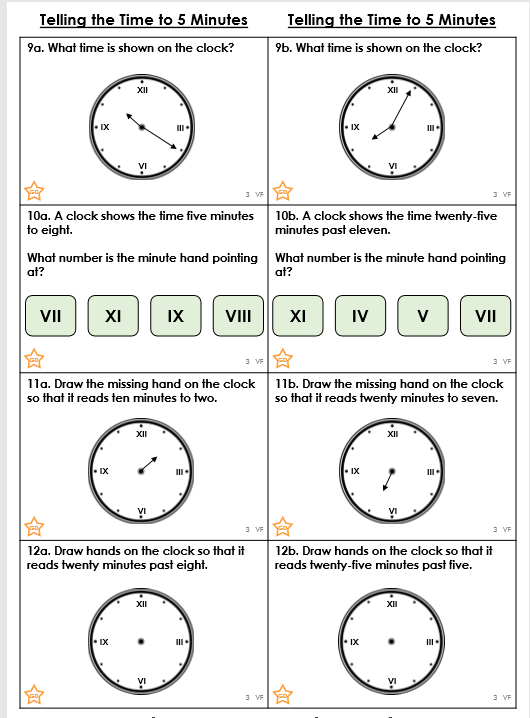 Telling the Time to 5 Minutes
Telling the Time to 5 Minutes
9a. What time is shown on the clock?
XII
IX
III
VI
GD
3 VF
9b. What time is shown on the clock?
XII
IX
III
VI
GD
3 VF
10a. A clock shows the time five minutes
to eight.
What number is the minute hand pointing
at?
VII XI IX VIII
GD
3 VF
10b. A clock shows the time twenty-five
minutes past eleven.
What number is the minute hand pointing
at?
XI IV V VII
GD
3 VF
11a. Draw the missing hand on the clock
so that it reads ten minutes to two.
XII
IX
III
VI
GD
3 VF
11b. Draw the missing hand on the clock
so that it reads twenty minutes to seven.
XII
IX
III
VI
GD
3 VF
12a. Draw hands on the clock so that it
reads twenty minutes past eight.
XII
IX
III
VI
GD
3 VF
12b. Draw hands on the clock so that it
reads twenty-five minutes past five.
XII
IX
III
VI
GD
3 VF